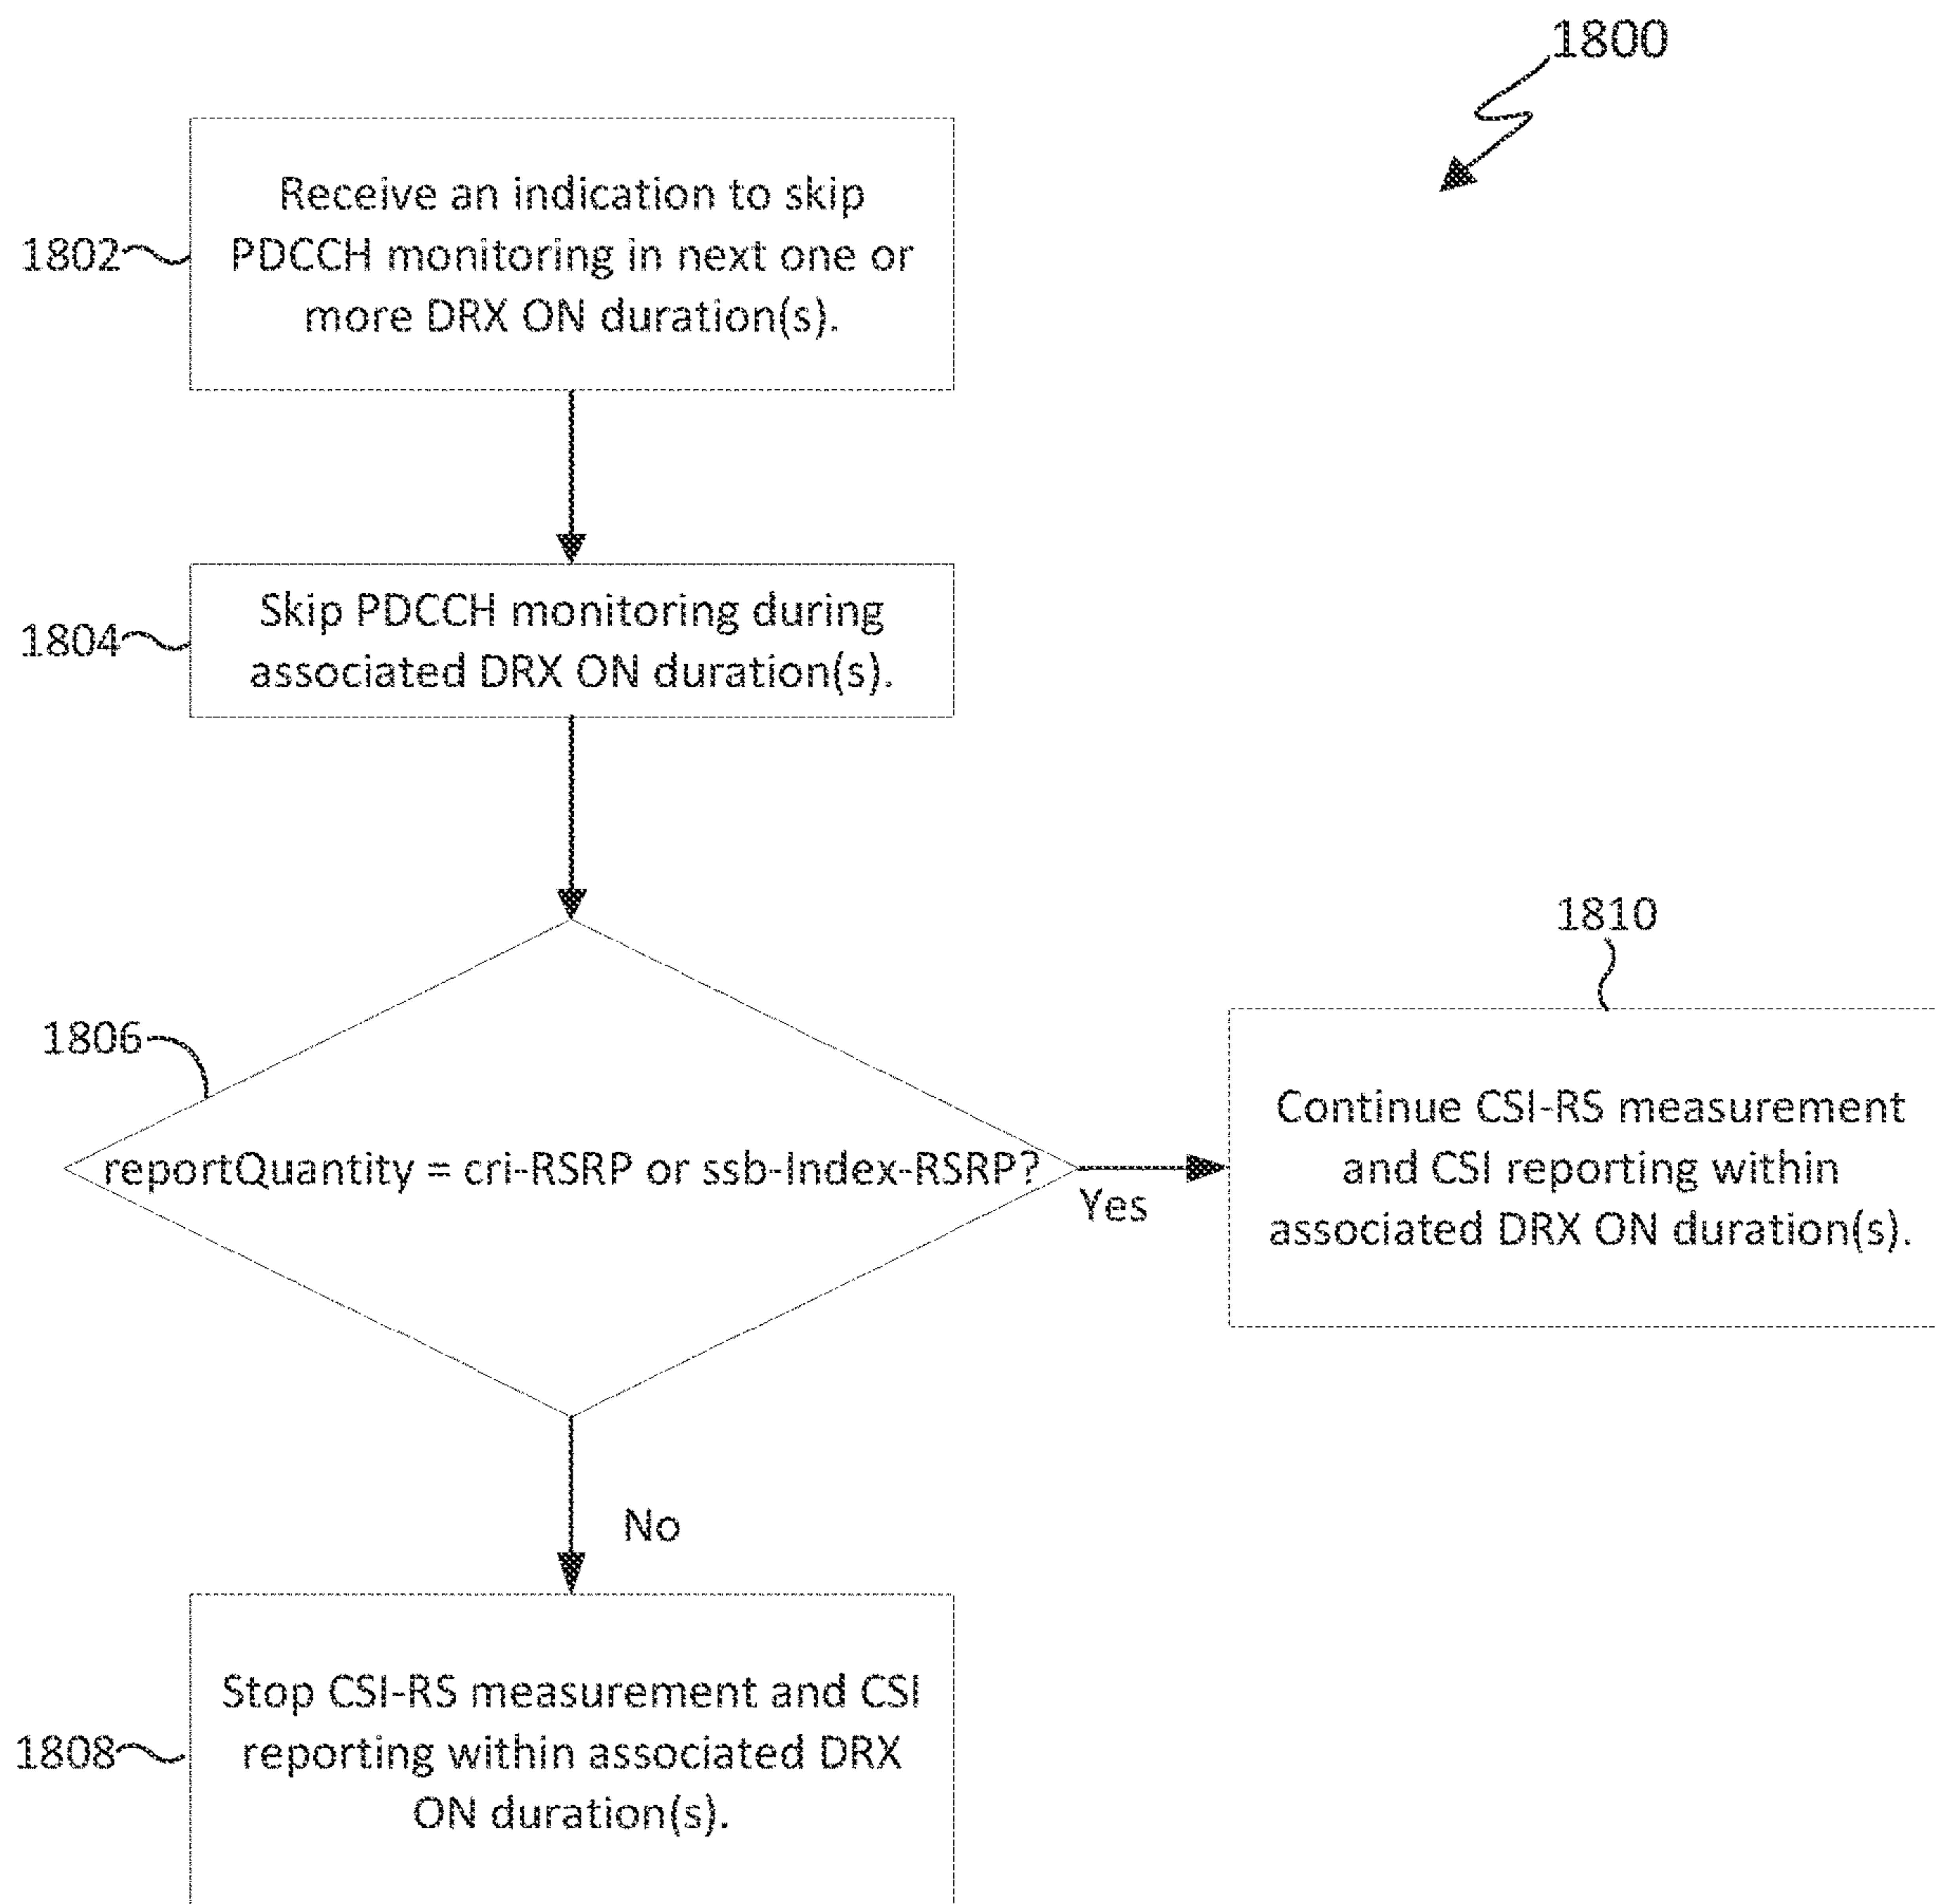 1800
Receive an indication to skip
1802
PDCCH monitoring in next one or
more DRX ON duration(s).
Skip PDCCH monitoring during
1804
associated DRX ON duration(s).
1806
reportQuantity = cri-RSRP or ssb-Index-RSRP?
Yes
1810
Continue CSI-RS measurement
and CSI reporting within
associated DRX ON duration(s).
No
Stop CSI-RS measurement and CSI
1808
reporting within associated DRX
ON duration(s).